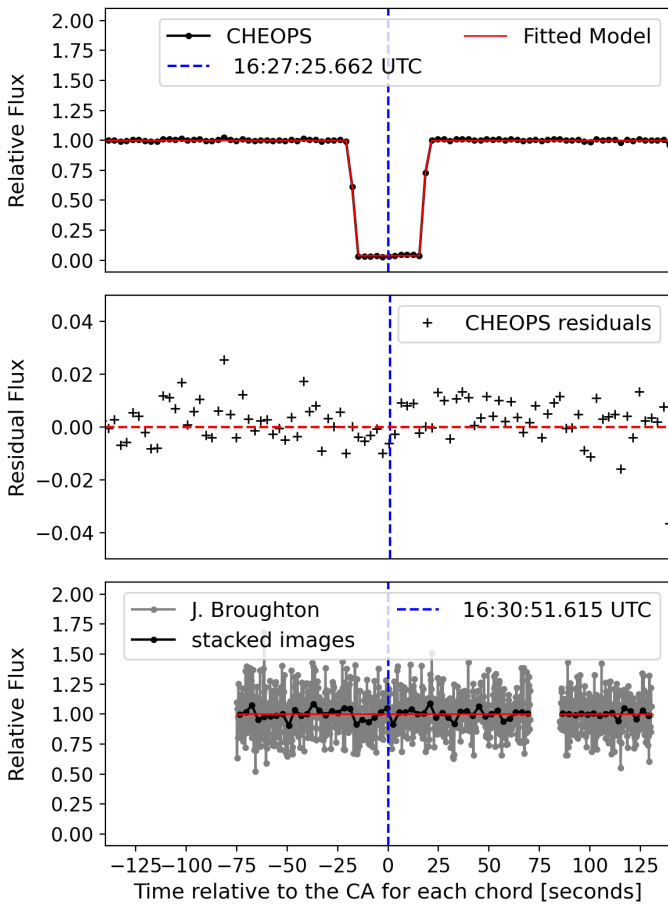 2.00
1.75
1.50
1.25
1.00
0.75
0.50
0.25
0.00
Relative Flux
CHEOPS
16:27:25.662 UTC
Fitted Model
0.04
0.02
0.00
−0.02
−0.04
Residual Flux
CHEOPS residuals
2.00
1.75
1.50
1.25
1.00
0.75
0.50
0.25
0.00
Relative Flux
J. Broughton
stacked images
16:30:51.615 UTC
−125 −100 −75 −50 −25 0 25 50 75 100 125
Time relative to the CA for each chord [seconds]